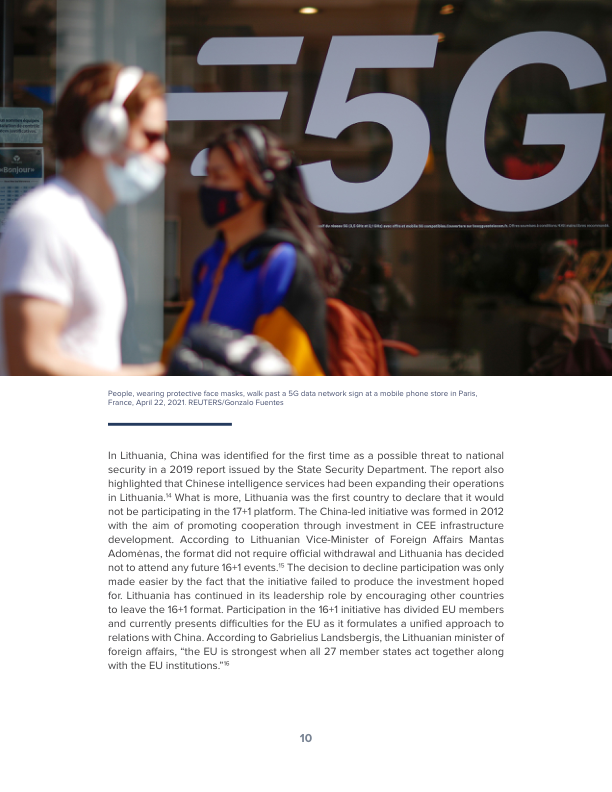 5G
«Bonjour»
People, wearing protective face masks, walk past a 5G data network sign at a mobile phone store in Paris,
France, April 22, 2021. REUTERS/Gonzalo Fuentes
In Lithuania, China was identified for the first time as a possible threat to national
security in a 2019 report issued by the State Security Department. The report also
highlighted that Chinese intelligence services had been expanding their operations
in Lithuania.¹⁴ What is more, Lithuania was the first country to declare that it would
not be participating in the 17+1 platform. The China-led initiative was formed in 2012
with the aim of promoting cooperation through investment in CEE infrastructure
development. According to Lithuanian Vice-Minister of Foreign Affairs Mantas
Adomėnas, the format did not require official withdrawal and Lithuania has decided
not to attend any future 16+1 events.¹⁵ The decision to decline participation was only
made easier by the fact that the initiative failed to produce the investment hoped
for. Lithuania has continued in its leadership role by encouraging other countries
to leave the 16+1 format. Participation in the 16+1 initiative has divided EU members
and currently presents difficulties for the EU as it formulates a unified approach to
relations with China. According to Gabrielius Landsbergis, the Lithuanian minister of
foreign affairs, “the EU is strongest when all 27 member states act together along
with the EU institutions.”¹⁶
10